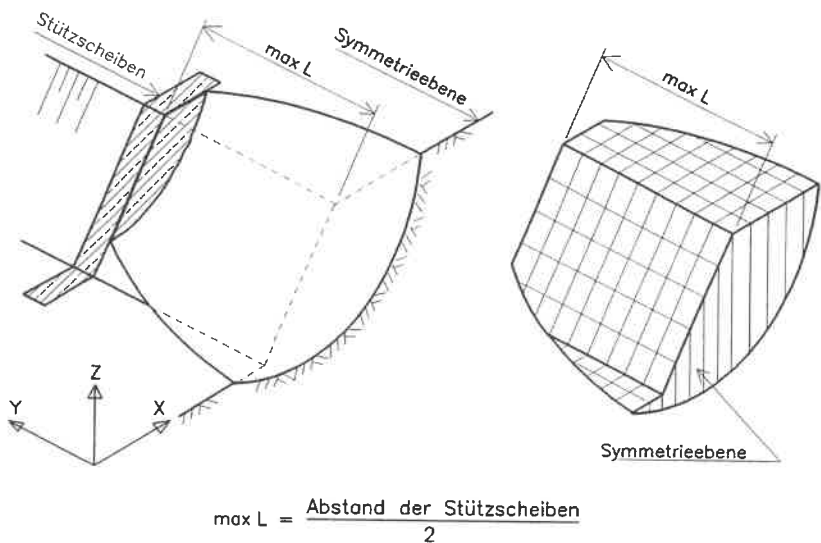 Stützscheiben
max L
Symmetrieebene
max L
Z
Y
X
Symmetrieebene
max L = Abstand der Stützscheiben
2